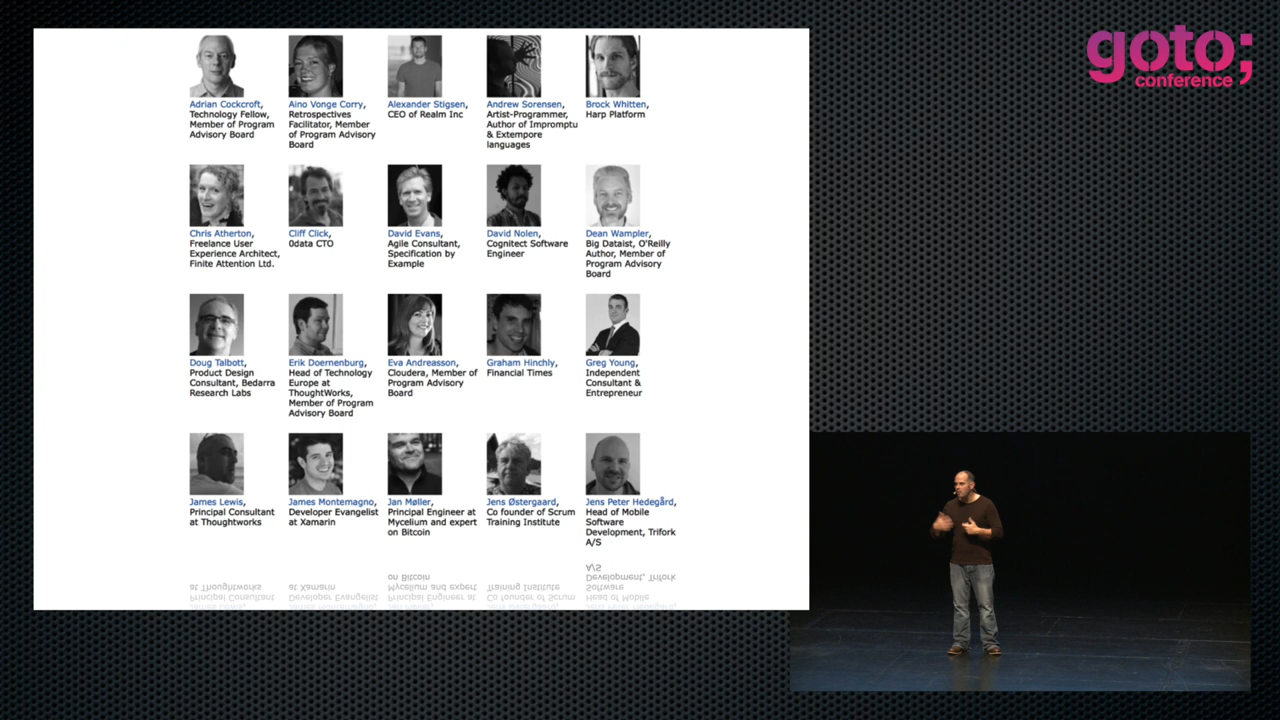 goto;
conference
Adrian Cockcroft,
Technology Fellow,
Member of Program
Advisory Board
Aino Vonge Corry,
Retrospectives
Facilitator, Member
of Program Advisory
Board
Alexander Stigsen,
CEO of Realm Inc
Andrew Sorensen,
Artist-Programmer,
Author of Impromptu
& Extempore
languages
Brock Whitten,
Harp Platform
Chris Atherton,
Freelance User
Experience Architect,
Finite Attention Ltd.
Cliff Click,
0data CTO
David Evans,
Agile Consultant,
Specification by
Example
David Nolen,
Cognitect Software
Engineer
Dean Wampler,
Big Dataist, O'Reilly
Author, Member of
Program Advisory
Board
Doug Talbott,
Product Design
Consultant, Bedarra
Research Labs
Erik Doernenburg,
Head of Technology
Europe at
ThoughtWorks,
Member of Program
Advisory Board
Eva Andreasson,
Cloudera, Member of
Program Advisory
Board
Graham Hinchly,
Financial Times
Greg Young,
Independent
Consultant &
Entrepreneur
James Lewis,
Principal Consultant
at Thoughtworks
James Montemagno,
Developer Evangelist
at Xamarin
Jan Møller,
Principal Engineer at
Mycelium and expert
on Bitcoin
Jens Østergaard,
Co founder of Scrum
Training Institute
Jens Peter Hedegård,
Head of Mobile
Software
Development, Trifork
A/S